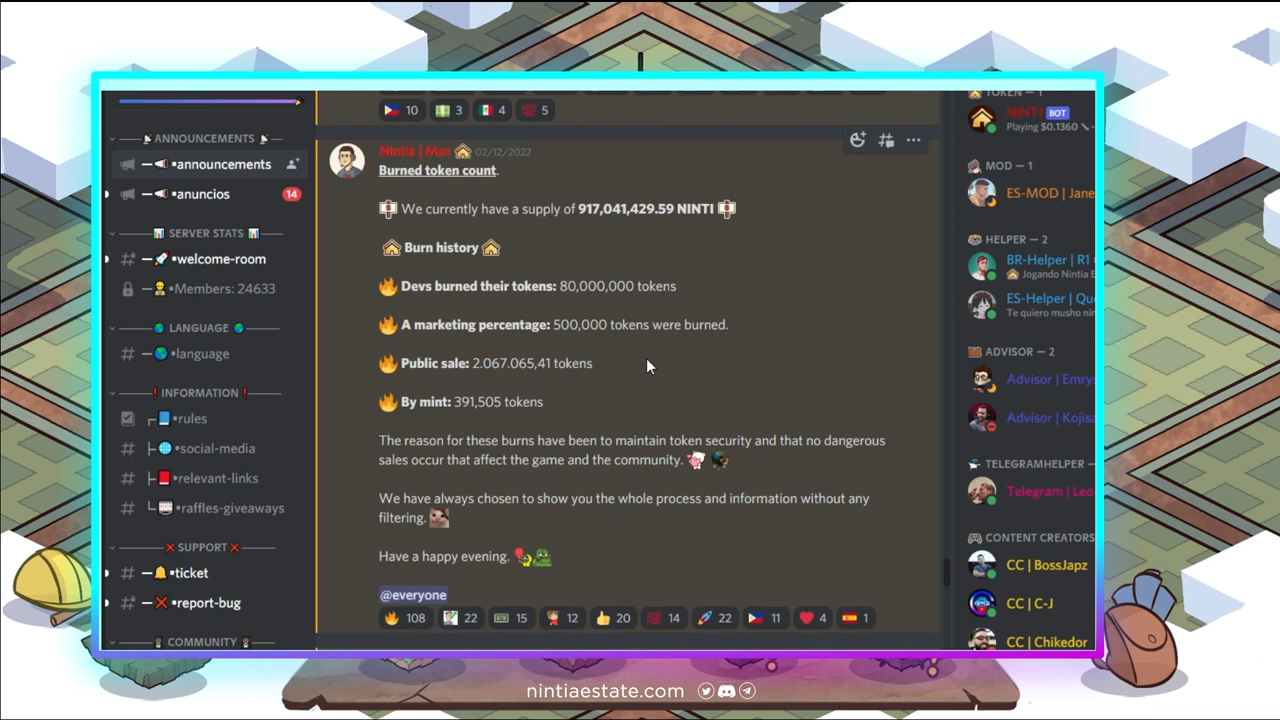 ANNOUNCEMENTS
•announcements
•anuncios
14
SERVER STATS
•welcome-room
•Members: 24633
LANGUAGE
•language
INFORMATION
•rules
•social-media
•relevant-links
•raffles-giveaways
SUPPORT
•ticket
•report-bug
COMMUNITY
10 3 4 5
Nintia | Max 02/12/2022
Burned token count.
We currently have a supply of 917,041,429.59 NINTI
Burn history
Devs burned their tokens: 80,000,000 tokens
A marketing percentage: 500,000 tokens were burned.
Public sale: 2.067.065,41 tokens
By mint: 391,505 tokens
The reason for these burns have been to maintain token security and that no dangerous
sales occur that affect the game and the community.
We have always chosen to show you the whole process and information without any
filtering.
Have a happy evening.
@everyone
108 22 15 12 20 14 22 11 4 1
TOKEN — 1
NINTI BOT
Playing $0.1360
MOD — 1
ES-MOD | Jane
HELPER — 2
BR-Helper | R1
Jogando Nintia E
ES-Helper | Qu
Te quiero musho nin
ADVISOR — 2
Advisor | Emrys
Advisor | Kojisa
TELEGRAMHELPER —
Telegram | Leo
CONTENT CREATORS
CC | BossJapz
CC | C-J
CC | Chikedor
nintiaestate.com